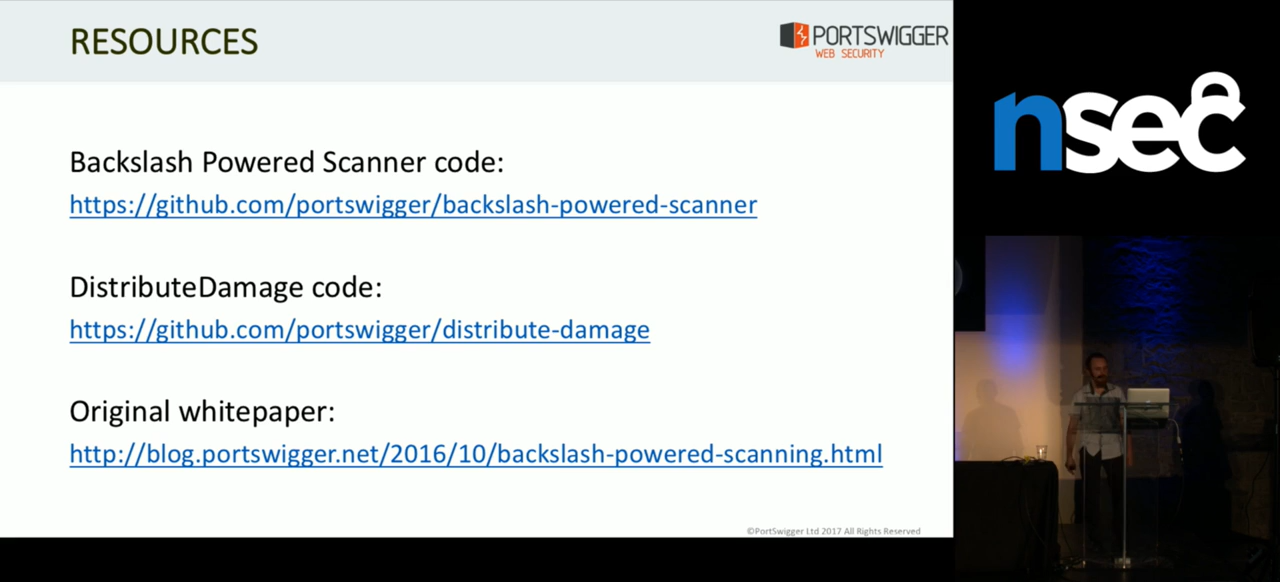 RESOURCES
PORTSWIGGER
WEB SECURITY
Backslash Powered Scanner code:
https://github.com/portswigger/backslash-powered-scanner
DistributeDamage code:
https://github.com/portswigger/distribute-damage
Original whitepaper:
http://blog.portswigger.net/2016/10/backslash-powered-scanning.html
©PortSwigger Ltd 2017 All Rights Reserved
nsec